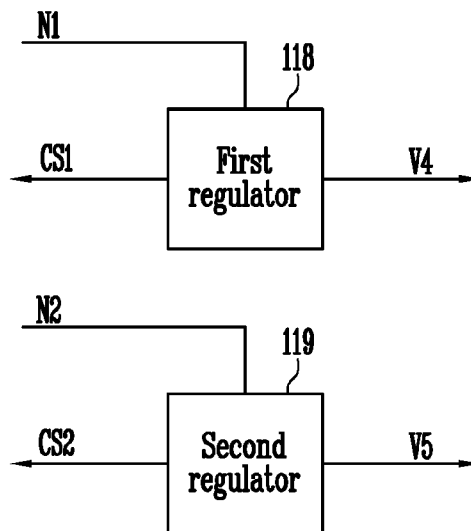 N1
118
CS1
First
regulator
V4
N2
119
CS2
Second
regulator
V5